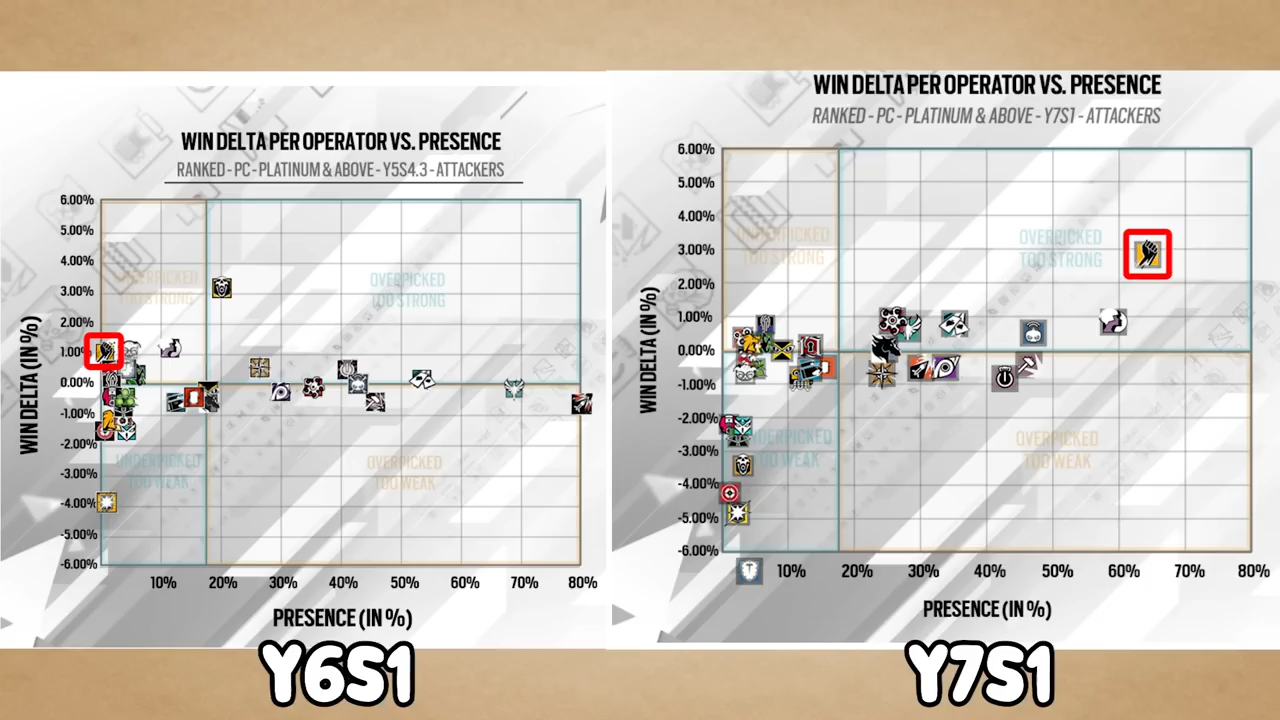 WIN DELTA PER OPERATOR VS. PRESENCE
RANKED - PC - PLATINUM & ABOVE - Y5S4.3 - ATTACKERS
WIN DELTA (IN %)
6.00%
5.00%
4.00%
3.00%
2.00%
1.00%
0.00%
-1.00%
-2.00%
-3.00%
-4.00%
-5.00%
-6.00%
UNDERPICKED
TOO STRONG
OVERPICKED
TOO STRONG
UNDERPICKED
TOO WEAK
OVERPICKED
TOO WEAK
10% 20% 30% 40% 50% 60% 70% 80%
PRESENCE (IN %)
Y6S1
WIN DELTA PER OPERATOR VS. PRESENCE
RANKED - PC - PLATINUM & ABOVE - Y7S1 - ATTACKERS
WIN DELTA (IN %)
6.00%
5.00%
4.00%
3.00%
2.00%
1.00%
0.00%
-1.00%
-2.00%
-3.00%
-4.00%
-5.00%
-6.00%
UNDERPICKED
TOO STRONG
OVERPICKED
TOO STRONG
UNDERPICKED
TOO WEAK
OVERPICKED
TOO WEAK
10% 20% 30% 40% 50% 60% 70% 80%
PRESENCE (IN %)
Y7S1